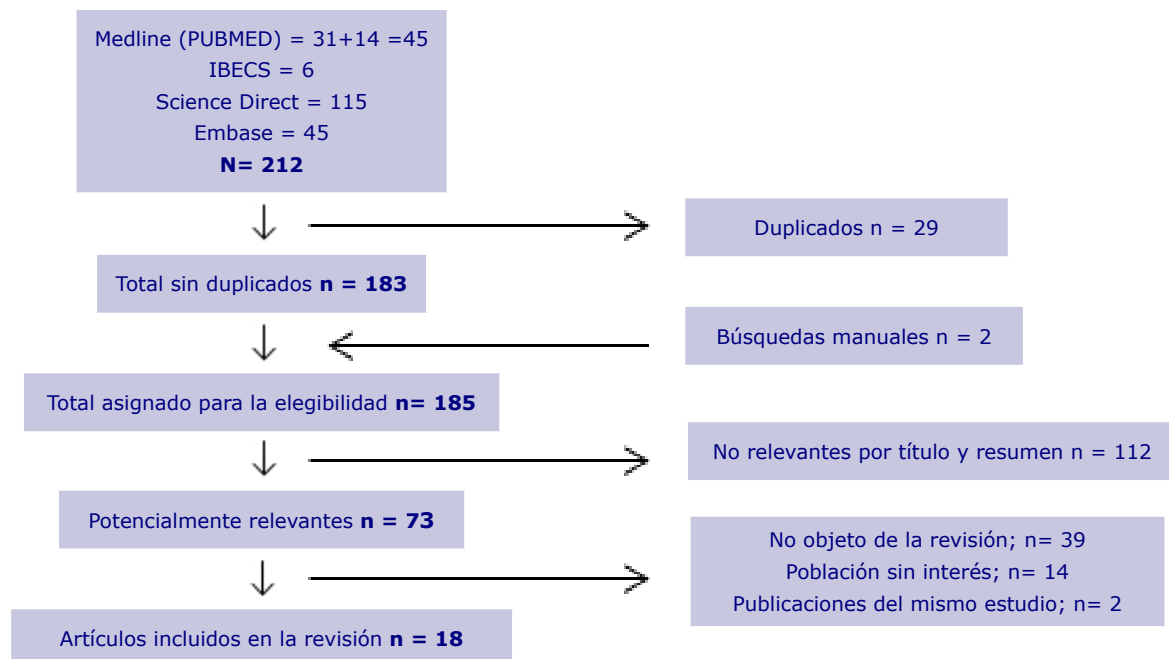 Medline (PUBMED) = 31+14 =45
IBECS = 6
Science Direct = 115
Embase = 45
N= 212
Duplicados n = 29
Total sin duplicados n = 183
Búsquedas manuales n = 2
Total asignado para la elegibilidad n= 185
No relevantes por título y resumen n = 112
Potencialmente relevantes n = 73
No objeto de la revisión; n= 39
Población sin interés; n= 14
Publicaciones del mismo estudio; n= 2
Artículos incluidos en la revisión n = 18